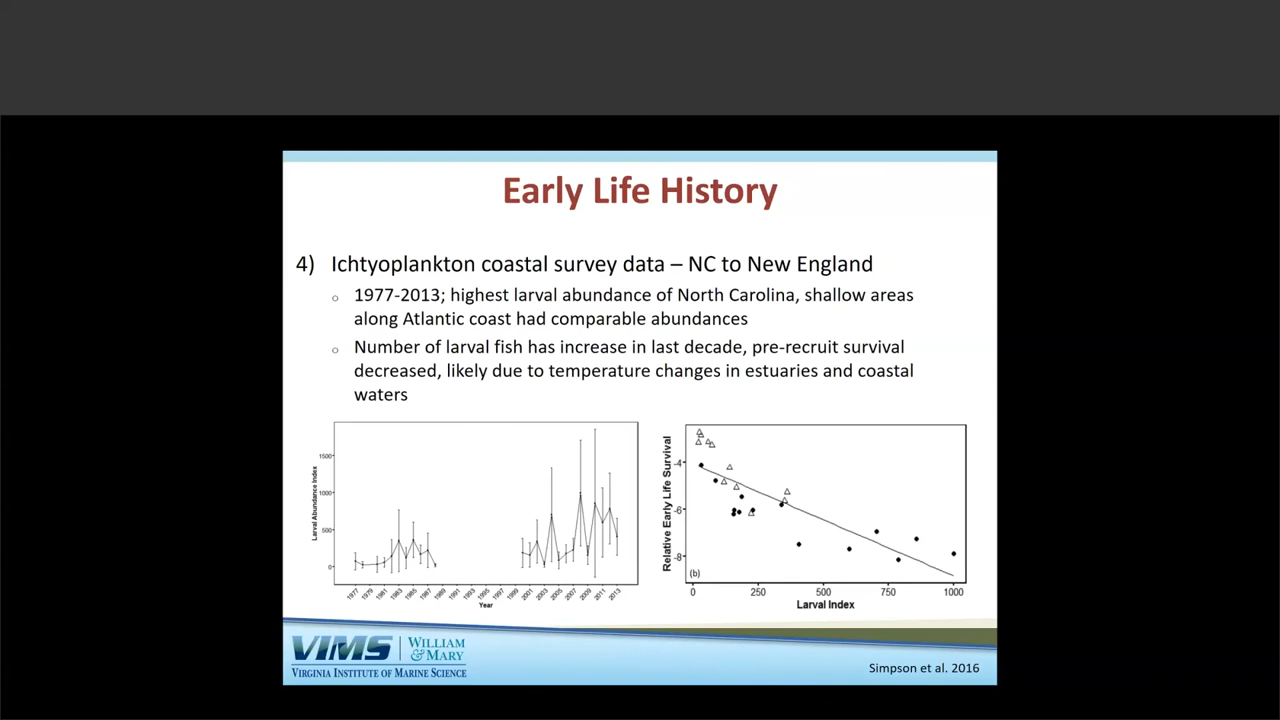 Early Life History
4) Ichtyoplankton coastal survey data – NC to New England
○ 1977-2013; highest larval abundance of North Carolina, shallow areas
along Atlantic coast had comparable abundances
○ Number of larval fish has increase in last decade, pre-recruit survival
decreased, likely due to temperature changes in estuaries and coastal
waters
Larval Abundance Index
1500
1000
500
0
1977 1979 1981 1983 1985 1987 1989 1991 1993 1995 1997 1999 2001 2003 2005 2007 2009 2011 2013
Year
Relative Early Life Survival
-4
-6
-8
(b)
0 250 500 750 1000
Larval Index
VIMS | WILLIAM
& MARY
VIRGINIA INSTITUTE OF MARINE SCIENCE
Simpson et al. 2016